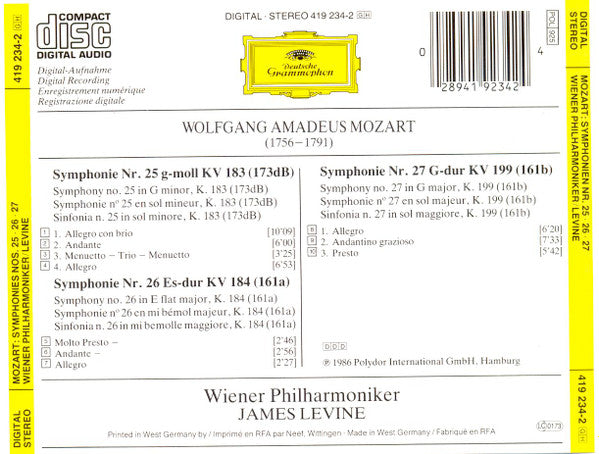 419 234-2 GH
DIGITAL
STEREO
MOZART: SYMPHONIES NOS. 25 · 26 · 27
WIENER PHILHARMONIKER / LEVINE
DIGITAL
STEREO
419 234-2 GH
COMPACT
disc
DIGITAL AUDIO
Digital-Aufnahme
Digital Recording
Enregistrement numérique
Registrazione digitale
DIGITAL · STEREO 419 234-2 GH
Deutsche
Grammophon
POL 925
0 28941 92342 4
WOLFGANG AMADEUS MOZART
(1756–1791)
Symphonie Nr. 25 g-moll KV 183 (173dB)
Symphony no. 25 in G minor, K. 183 (173dB)
Symphonie nº 25 en sol mineur, K. 183 (173dB)
Sinfonia n. 25 in sol minore, K. 183 (173dB)
1 1. Allegro con brio [10'09]
2 2. Andante [6'00]
3 3. Menuetto – Trio – Menuetto [3'25]
4 4. Allegro [6'53]
Symphonie Nr. 26 Es-dur KV 184 (161a)
Symphony no. 26 in E flat major, K. 184 (161a)
Symphonie nº 26 en mi bémol majeur, K. 184 (161a)
Sinfonia n. 26 in mi bemolle maggiore, K. 184 (161a)
5 Molto Presto – [2'46]
6 Andante – [2'56]
7 Allegro [2'27]
Symphonie Nr. 27 G-dur KV 199 (161b)
Symphony no. 27 in G major, K. 199 (161b)
Symphonie nº 27 en sol majeur, K. 199 (161b)
Sinfonia n. 27 in sol maggiore, K. 199 (161b)
8 1. Allegro [6'20]
9 2. Andantino grazioso [7'33]
10 3. Presto [5'42]
DDD
℗ 1986 Polydor International GmbH, Hamburg
Wiener Philharmoniker
JAMES LEVINE
Printed in West Germany by / Imprimé en RFA par Neef, Wittingen · Made in West Germany / Fabriqué en RFA
LC 0173
DIGITAL
STEREO
MOZART: SYMPHONIEN NR. 25 · 26 · 27
WIENER PHILHARMONIKER / LEVINE
419 234-2 GH